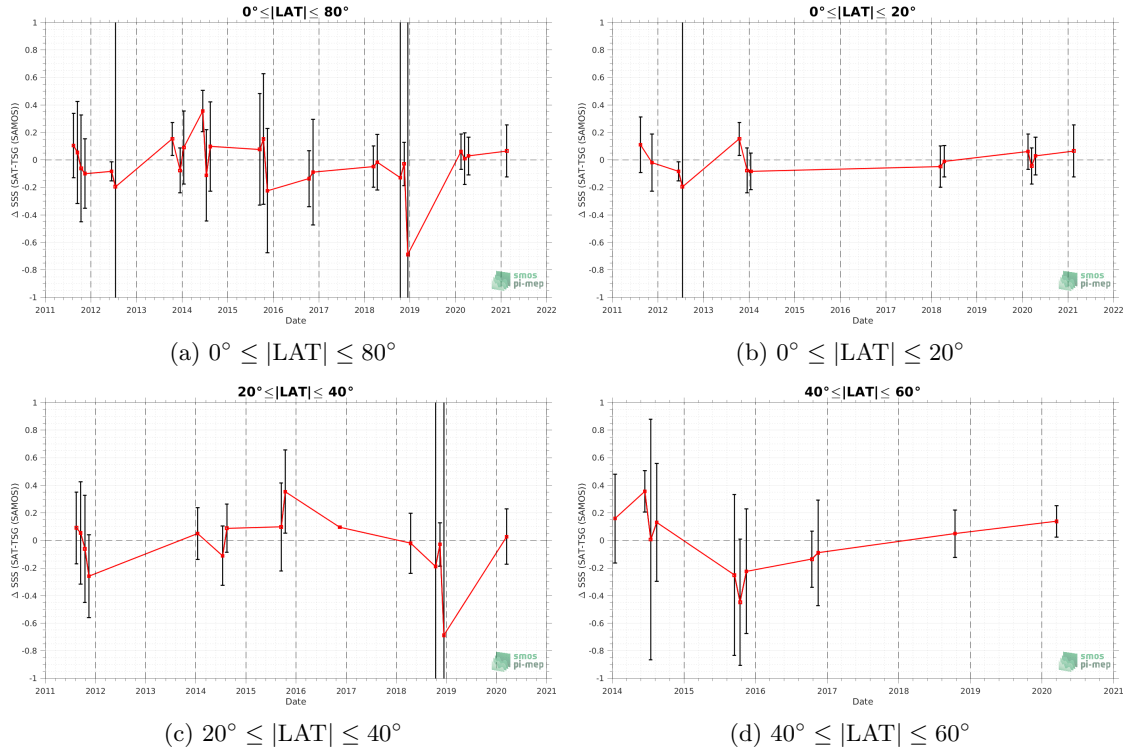 0°≤|LAT|≤ 80°
1
0.8
0.6
0.4
0.2
0
-0.2
-0.4
-0.6
-0.8
-1
Δ SSS (SAT-TSG (SAMOS))
2011 2012 2013 2014 2015 2016 2017 2018 2019 2020 2021 2022
Date
smos
pi-mep
(a) 0° ≤ |LAT| ≤ 80°
0°≤|LAT|≤ 20°
1
0.8
0.6
0.4
0.2
0
-0.2
-0.4
-0.6
-0.8
-1
Δ SSS (SAT-TSG (SAMOS))
2011 2012 2013 2014 2015 2016 2017 2018 2019 2020 2021 2022
Date
smos
pi-mep
(b) 0° ≤ |LAT| ≤ 20°
20°≤|LAT|≤ 40°
1
0.8
0.6
0.4
0.2
0
-0.2
-0.4
-0.6
-0.8
-1
Δ SSS (SAT-TSG (SAMOS))
2011 2012 2013 2014 2015 2016 2017 2018 2019 2020 2021
Date
smos
pi-mep
(c) 20° ≤ |LAT| ≤ 40°
40°≤|LAT|≤ 60°
1
0.8
0.6
0.4
0.2
0
-0.2
-0.4
-0.6
-0.8
-1
Δ SSS (SAT-TSG (SAMOS))
2014 2015 2016 2017 2018 2019 2020 2021
Date
smos
pi-mep
(d) 40° ≤ |LAT| ≤ 60°